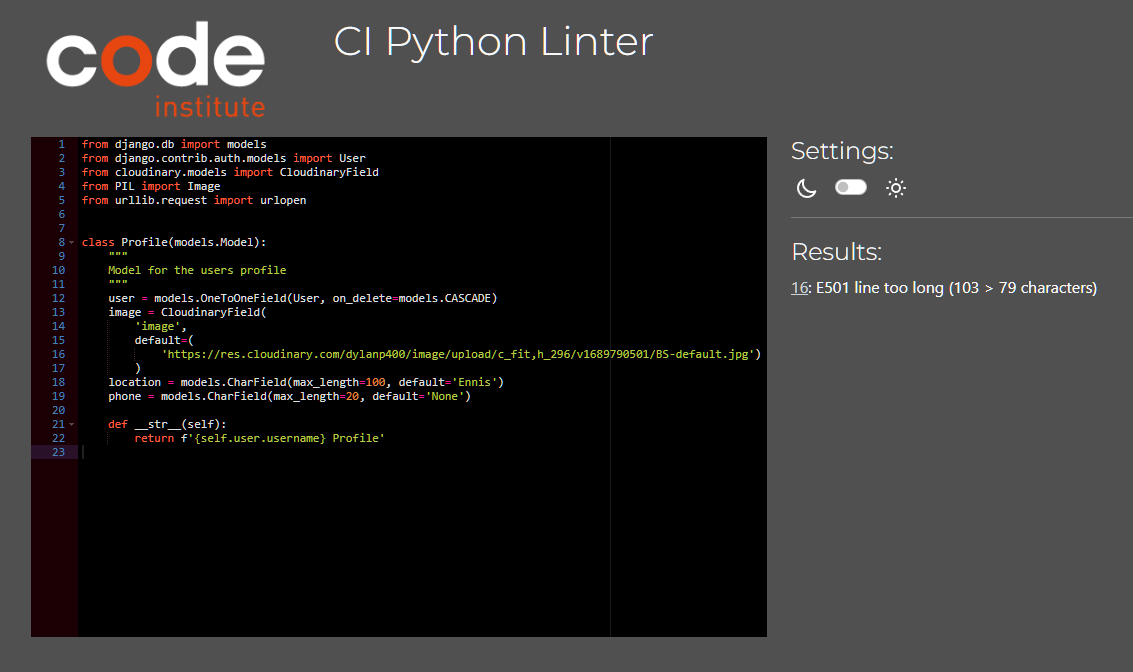 code
institute
CI Python Linter
1 from django.db import models
2 from django.contrib.auth.models import User
3 from cloudinary.models import CloudinaryField
4 from PIL import Image
5 from urllib.request import urlopen
6
7
8 class Profile(models.Model):
9     """
10     Model for the users profile
11     """
12     user = models.OneToOneField(User, on_delete=models.CASCADE)
13     image = CloudinaryField(
14         'image',
15         default=(
16             'https://res.cloudinary.com/dylanp400/image/upload/c_fit,h_296/v1689790501/BS-default.jpg')
17         )
18     location = models.CharField(max_length=100, default='Ennis')
19     phone = models.CharField(max_length=20, default='None')
20
21     def __str__(self):
22         return f'{self.user.username} Profile'
23
Settings:
Results:
16: E501 line too long (103 > 79 characters)